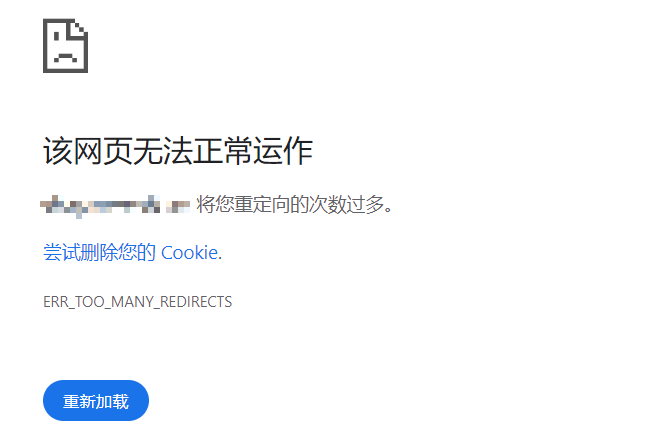 该网页无法正常运作
将您重定向的次数过多。
尝试删除您的 Cookie.
ERR_TOO_MANY_REDIRECTS
重新加载